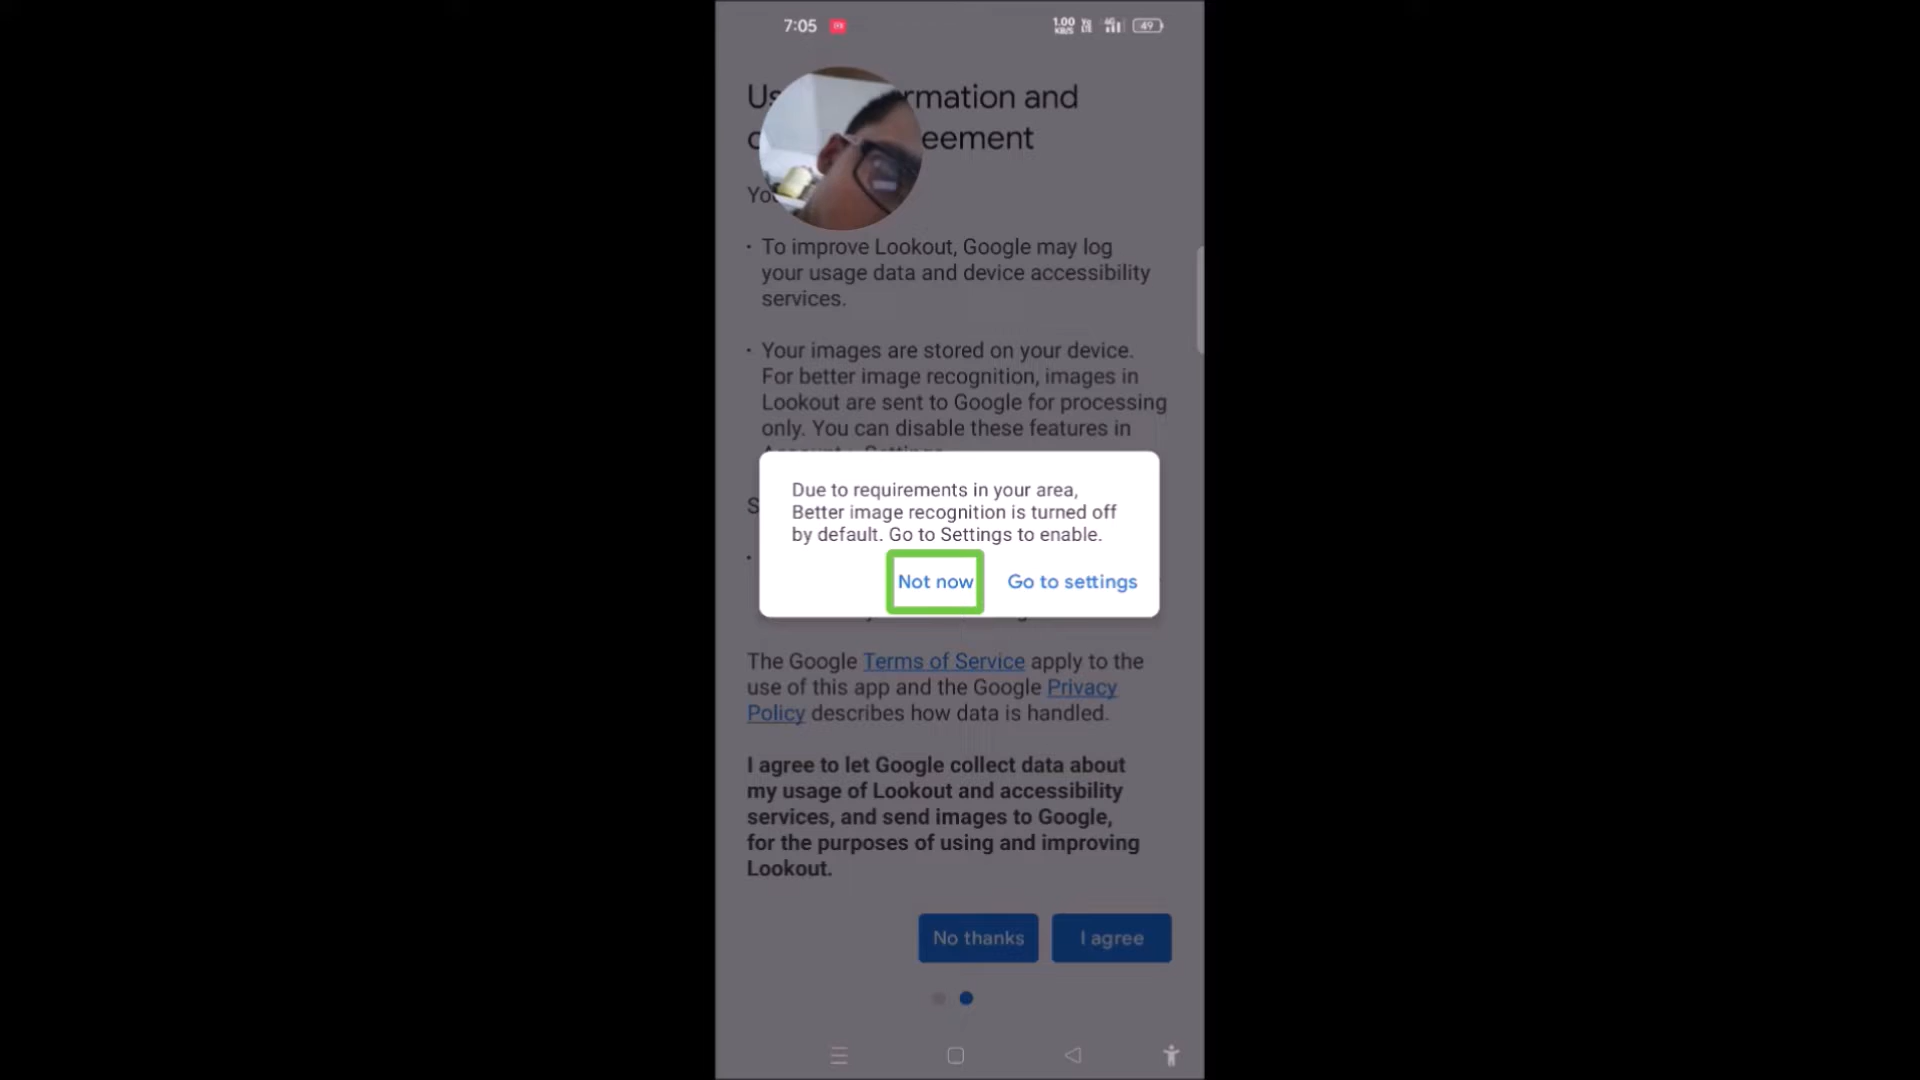 7:05
1.00 KB/S 4G 49
Us rmation and
c eement
To improve Lookout, Google may log
your usage data and device accessibility
services.
Your images are stored on your device.
For better image recognition, images in
Lookout are sent to Google for processing
only. You can disable these features in
Due to requirements in your area,
Better image recognition is turned off
by default. Go to Settings to enable.
Not now Go to settings
The Google Terms of Service apply to the
use of this app and the Google Privacy
Policy describes how data is handled.
I agree to let Google collect data about
my usage of Lookout and accessibility
services, and send images to Google,
for the purposes of using and improving
Lookout.
No thanks I agree